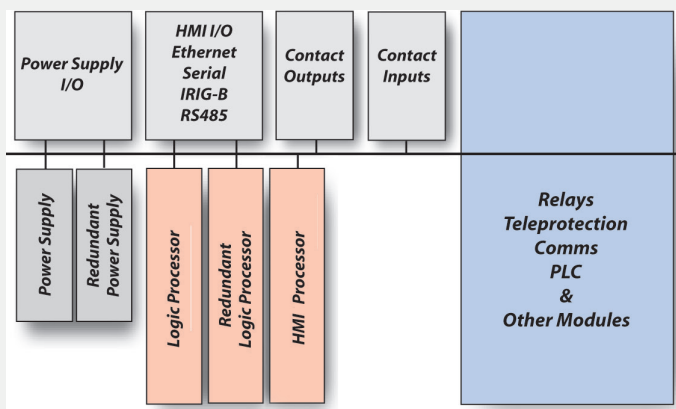 Power Supply
I/O
HMI I/O
Ethernet
Serial
IRIG-B
RS485
Contact
Outputs
Contact
Inputs
Power Supply
Redundant
Power Supply
Logic Processor
Redundant
Logic Processor
HMI Processor
Relays
Teleprotection
Comms
PLC
&
Other Modules